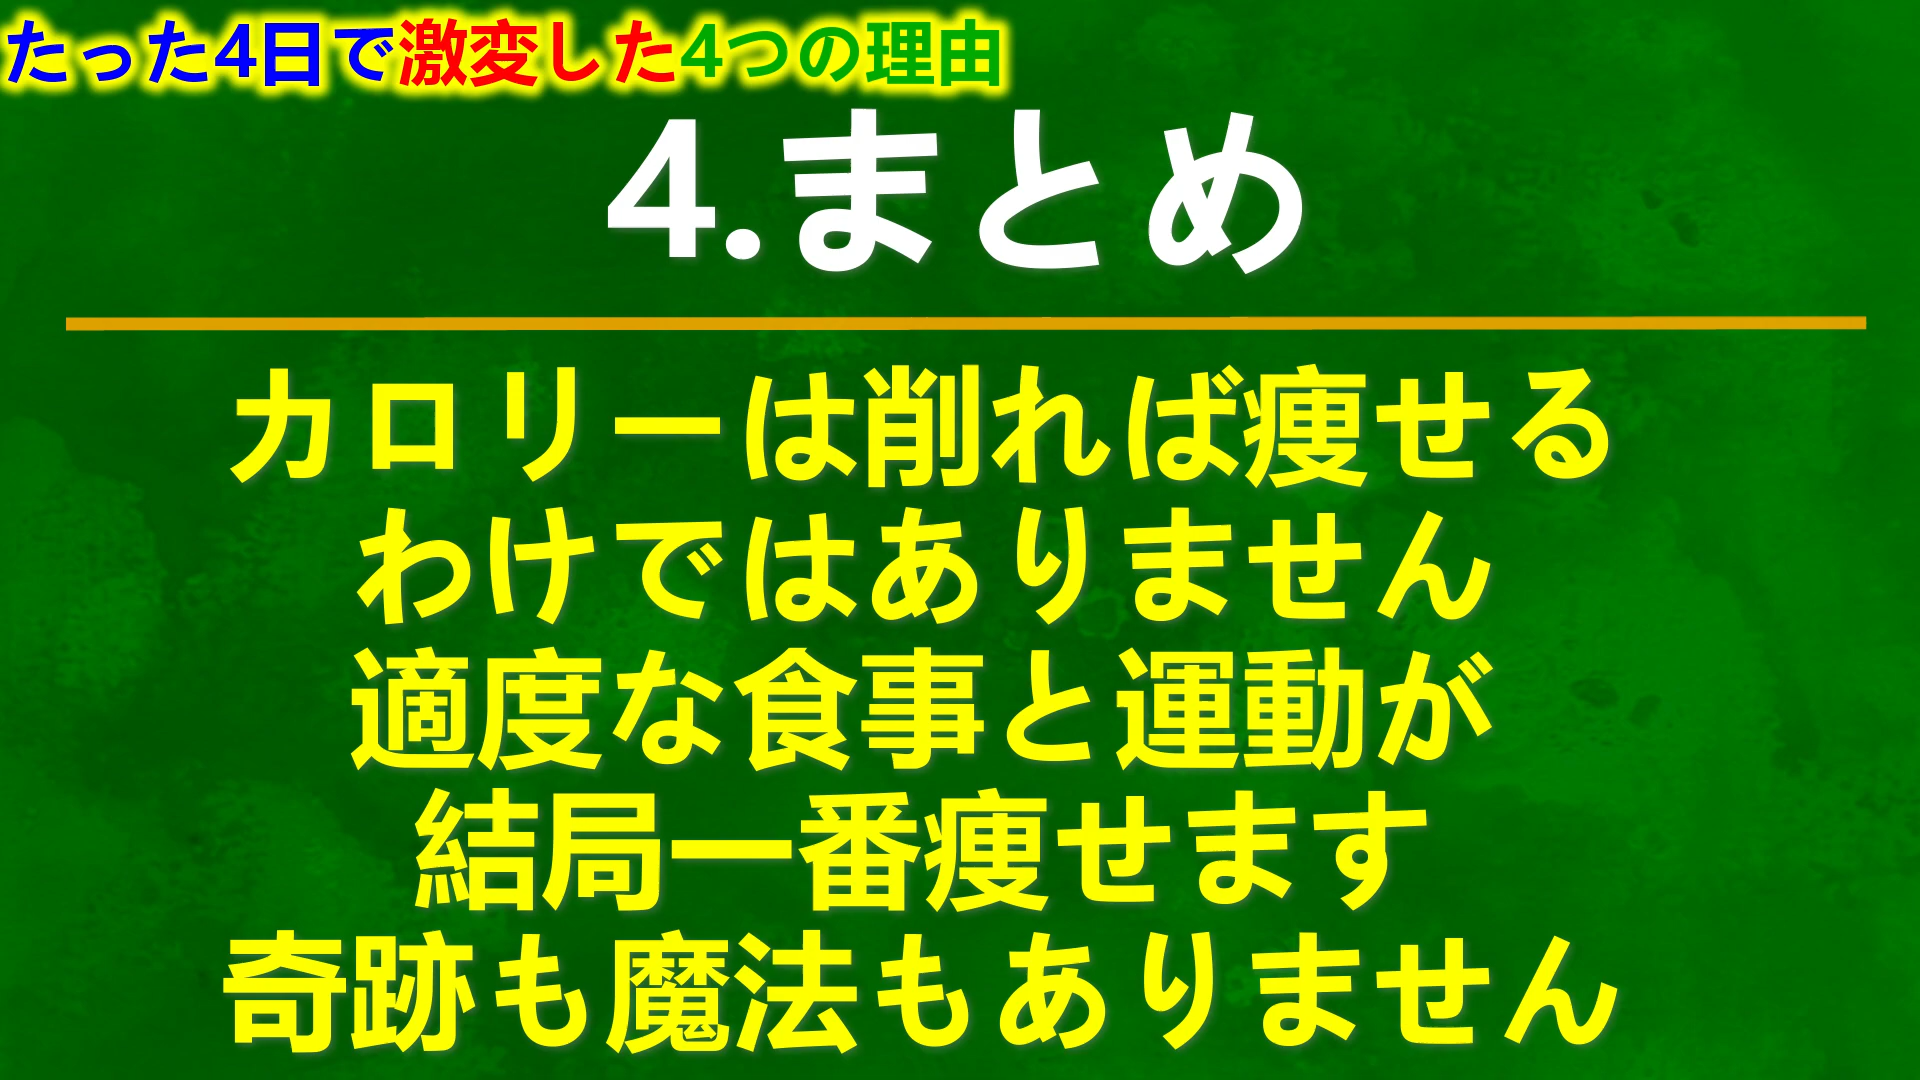 たった4日で激変した4つの理由
4.まとめ
カロリーは削れば痩せる
わけではありません
適度な食事と運動が
結局一番痩せます
奇跡も魔法もありません